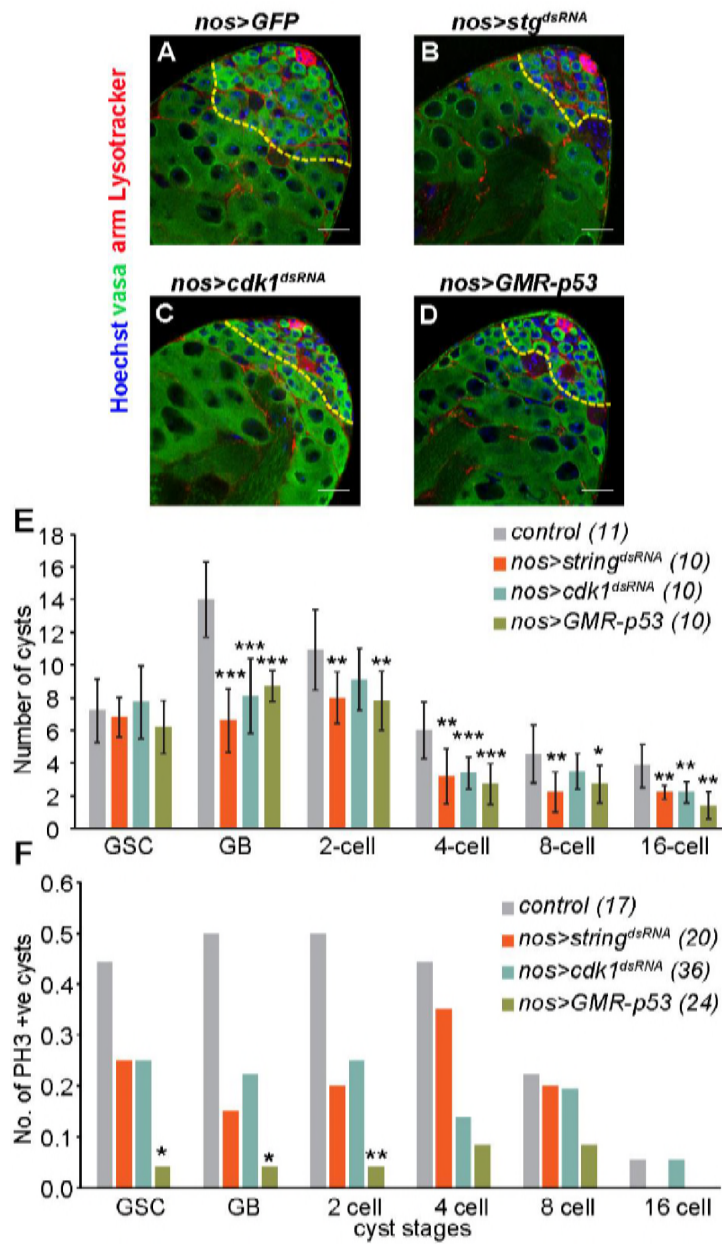 nos>GFP
nos>stg^dsRNA
A
B
Hoechst vasa arm Lysotracker
nos>cdk1^dsRNA
nos>GMR-p53
C
D
E
Number of cysts
18
16
14
12
10
8
6
4
2
0
control (11)
nos>string^dsRNA (10)
nos>cdk1^dsRNA (10)
nos>GMR-p53 (10)
*** *** ***
** **
** *** ***
** *
** ** **
GSC GB 2-cell 4-cell 8-cell 16-cell
F
No. of PH3 +ve cysts
0.6
0.5
0.4
0.3
0.2
0.1
0
control (17)
nos>string^dsRNA (20)
nos>cdk1^dsRNA (36)
nos>GMR-p53 (24)
* * **
GSC GB 2 cell 4 cell 8 cell 16 cell
cyst stages